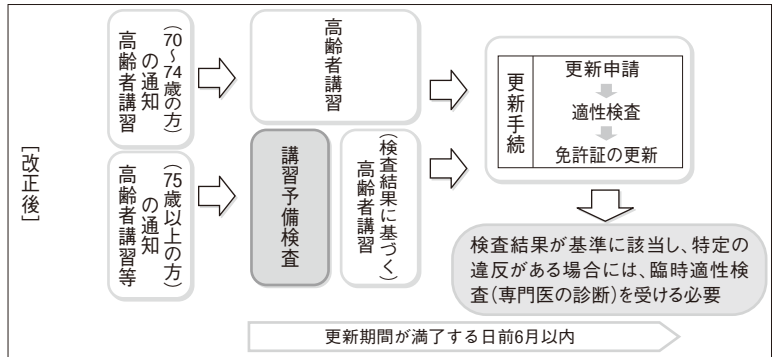 [改正後]
高齢者講習
の通知
(70〜74歳の方)
高齢者講習
更新手続
更新申請
適性検査
免許証の更新
高齢者講習等
の通知
(75歳以上の方)
講習予備検査
(検査結果に基づく)
高齢者講習
検査結果が基準に該当し、特定の
違反がある場合には、臨時適性検
査(専門医の診断)を受ける必要
更新期間が満了する日前6月以内